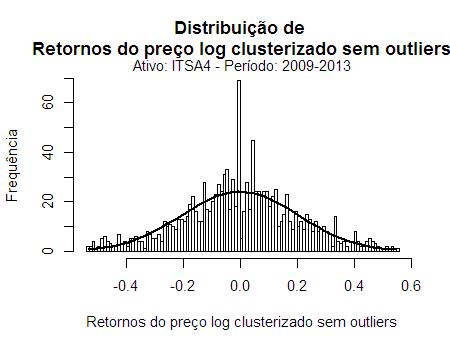 Distribuição de
Retornos do preço log clusterizado sem outliers
Ativo: ITSA4 - Período: 2009-2013
Frequência
60
40
20
0
-0.4 -0.2 0.0 0.2 0.4 0.6
Retornos do preço log clusterizado sem outliers